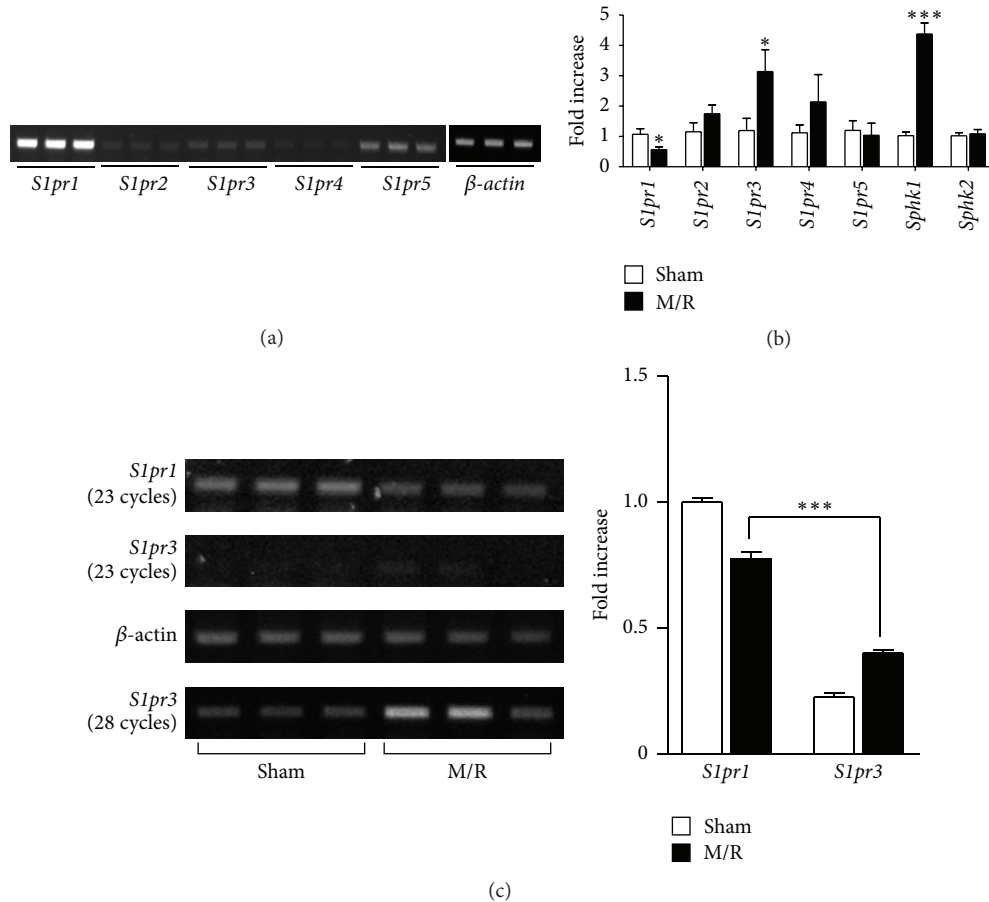 S1pr1 S1pr2 S1pr3 S1pr4 S1pr5 β-actin
(a)
Fold increase
5
4
3
2
1
0
*
*
***
S1pr1
S1pr2
S1pr3
S1pr4
S1pr5
Sphk1
Sphk2
Sham
M/R
(b)
S1pr1
(23 cycles)
S1pr3
(23 cycles)
β-actin
S1pr3
(28 cycles)
Sham M/R
Fold increase
1.5
1.0
0.5
0
***
S1pr1 S1pr3
Sham
M/R
(c)